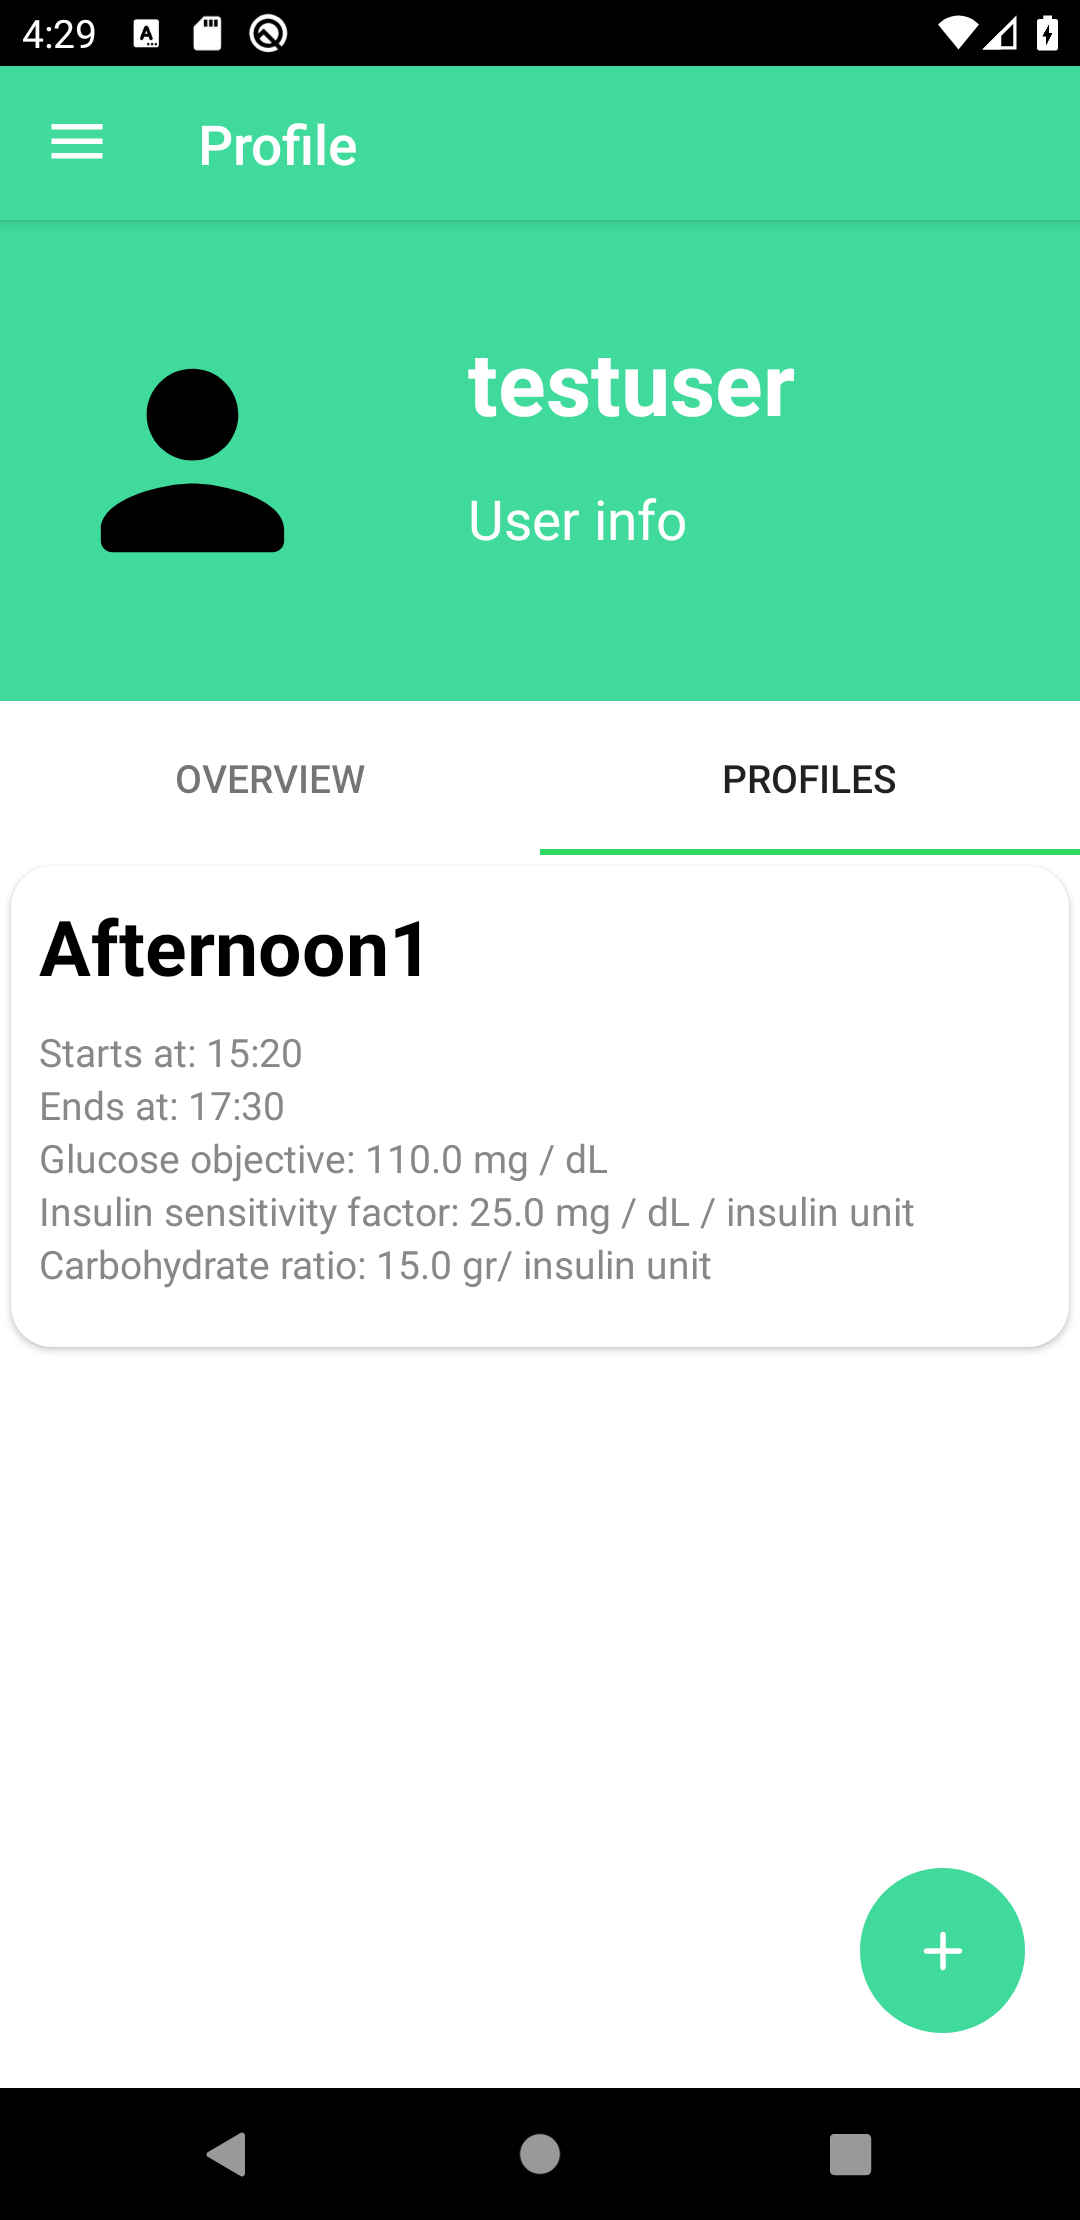 4:29
Profile
testuser
User info
OVERVIEW
PROFILES
Afternoon1
Starts at: 15:20
Ends at: 17:30
Glucose objective: 110.0 mg / dL
Insulin sensitivity factor: 25.0 mg / dL / insulin unit
Carbohydrate ratio: 15.0 gr/ insulin unit